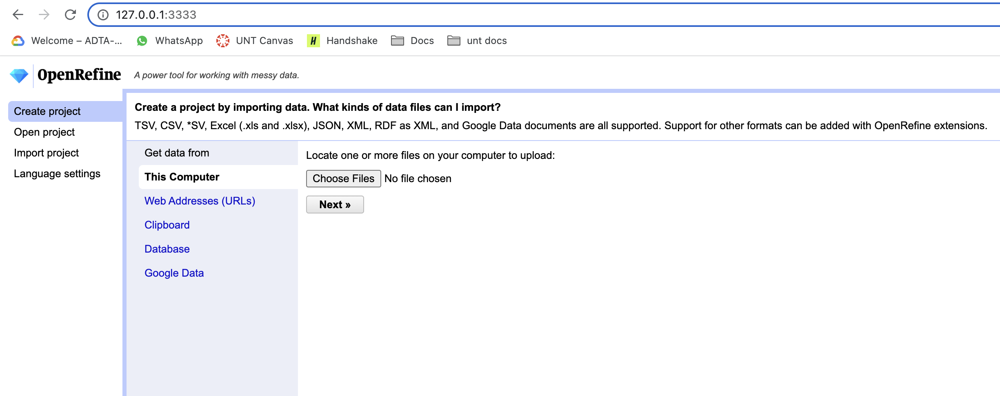 127.0.0.1:3333
Welcome – ADTA-... WhatsApp UNT Canvas H Handshake Docs unt docs
OpenRefine A power tool for working with messy data.
Create project
Open project
Import project
Language settings
Create a project by importing data. What kinds of data files can I import?
TSV, CSV, *SV, Excel (.xls and .xlsx), JSON, XML, RDF as XML, and Google Data documents are all supported. Support for other formats can be added with OpenRefine extensions.
Get data from
This Computer
Web Addresses (URLs)
Clipboard
Database
Google Data
Locate one or more files on your computer to upload:
Choose Files No file chosen
Next »